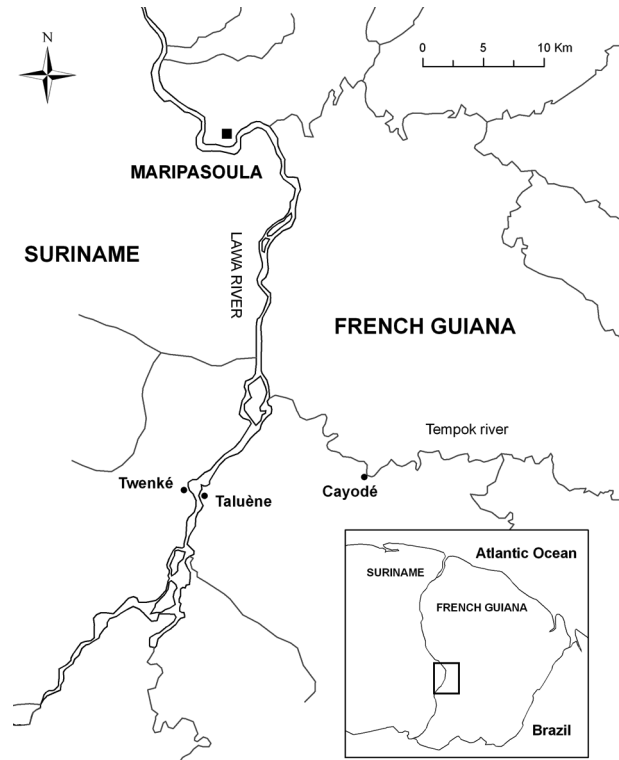 N
0 5 10 Km
MARIPASOULA
SURINAME
LAWA RIVER
FRENCH GUIANA
Tempok river
Twenké
Taluène
Cayodé
Atlantic Ocean
SURINAME
FRENCH GUIANA
Brazil